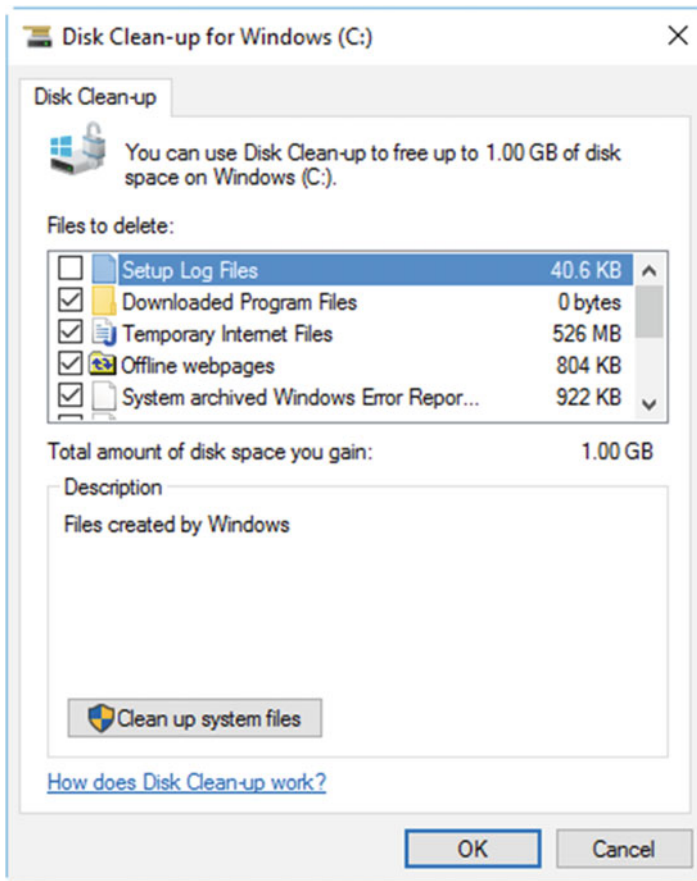 Disk Clean-up for Windows (C:)
Disk Clean-up
You can use Disk Clean-up to free up to 1.00 GB of disk
space on Windows (C:).
Files to delete:
Setup Log Files 40.6 KB
Downloaded Program Files 0 bytes
Temporary Internet Files 526 MB
Offline webpages 804 KB
System archived Windows Error Repor... 922 KB
Total amount of disk space you gain: 1.00 GB
Description
Files created by Windows
Clean up system files
How does Disk Clean-up work?
OK Cancel